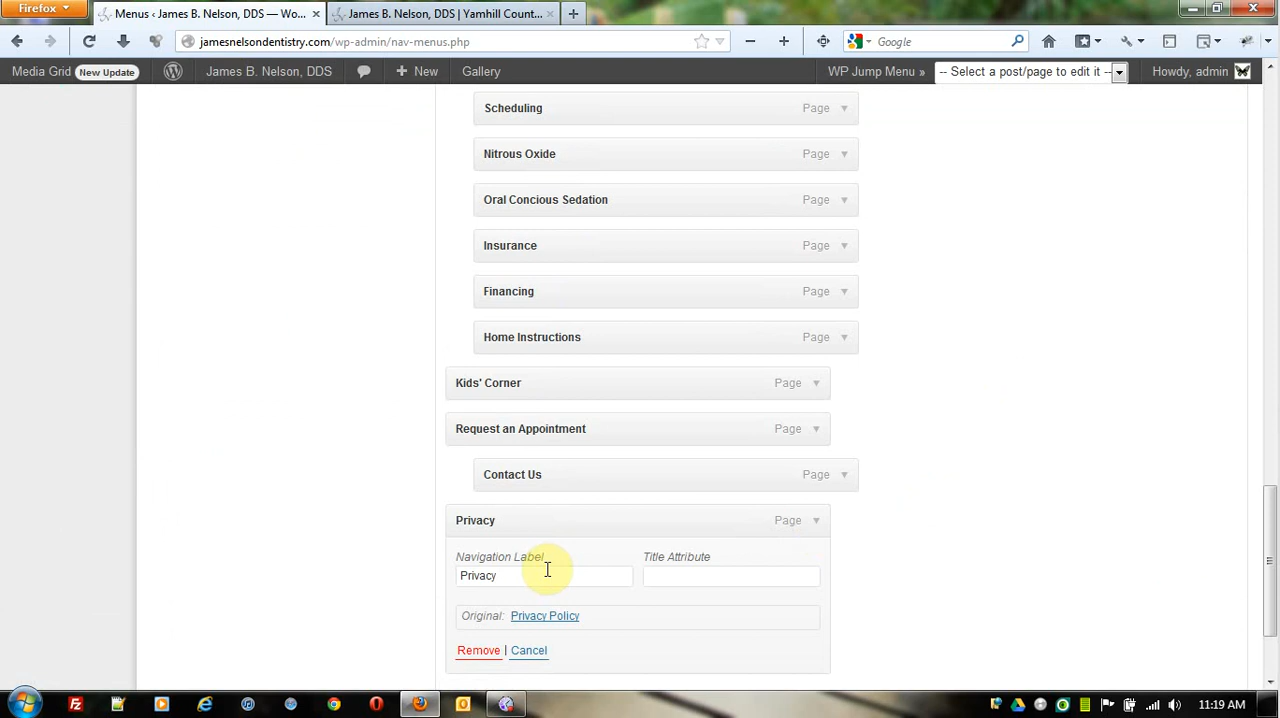 Firefox
Menus ‹ James B. Nelson, DDS — Wo...
James B. Nelson, DDS | Yamhill Count...
jamesnelsondentistry.com/wp-admin/nav-menus.php
Google
Media Grid New Update
James B. Nelson, DDS
New
Gallery
WP Jump Menu »
-- Select a post/page to edit it --
Howdy, admin
Scheduling Page
Nitrous Oxide Page
Oral Concious Sedation Page
Insurance Page
Financing Page
Home Instructions Page
Kids' Corner Page
Request an Appointment Page
Contact Us Page
Privacy Page
Navigation Label Title Attribute
Privacy
Original: Privacy Policy
Remove | Cancel
11:19 AM